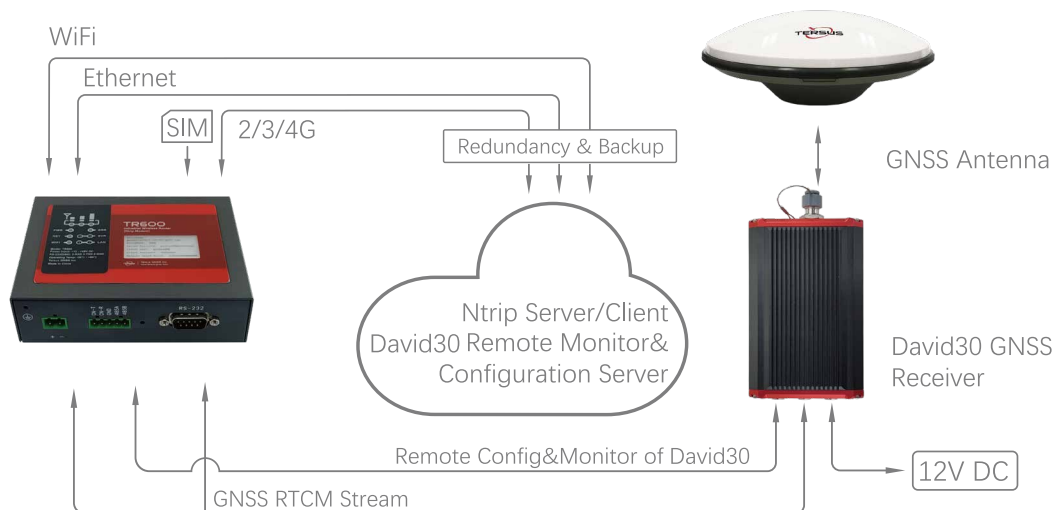 WiFi
Ethernet
SIM
2/3/4G
Redundancy & Backup
TERSUS
GNSS Antenna
TR600
RS-232
Ntrip Server/Client
David30 Remote Monitor&
Configuration Server
David30 GNSS
Receiver
Remote Config&Monitor of David30
12V DC
GNSS RTCM Stream